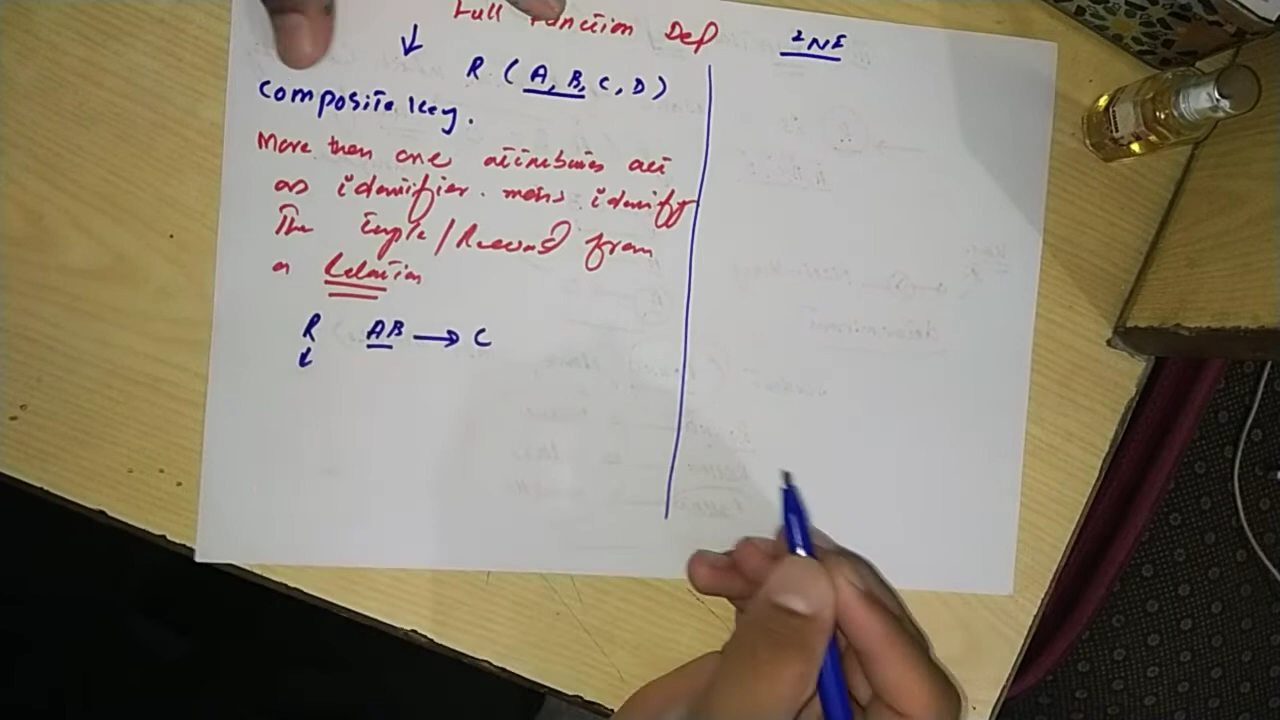 Full Function Dep
2NF
R ( A, B, C, D )
Composite key.
More then one attributes act
as identifier. means identify
The Tuple/Record from
a Relation
R AB → C